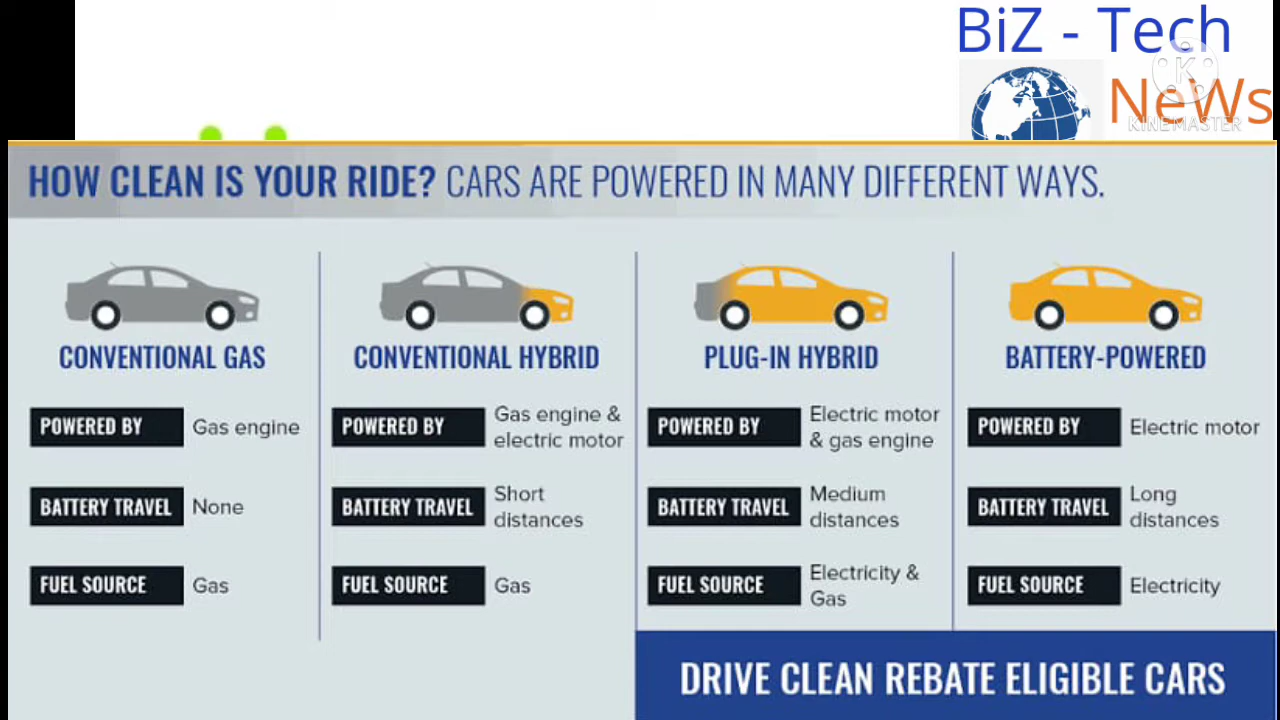 BiZ - Tech
NeWs
K
KINEMASTER
HOW CLEAN IS YOUR RIDE? CARS ARE POWERED IN MANY DIFFERENT WAYS.
CONVENTIONAL GAS
POWERED BY Gas engine
BATTERY TRAVEL None
FUEL SOURCE Gas
CONVENTIONAL HYBRID
POWERED BY Gas engine &
electric motor
BATTERY TRAVEL Short
distances
FUEL SOURCE Gas
PLUG-IN HYBRID
POWERED BY Electric motor
& gas engine
BATTERY TRAVEL Medium
distances
FUEL SOURCE Electricity &
Gas
BATTERY-POWERED
POWERED BY Electric motor
BATTERY TRAVEL Long
distances
FUEL SOURCE Electricity
DRIVE CLEAN REBATE ELIGIBLE CARS